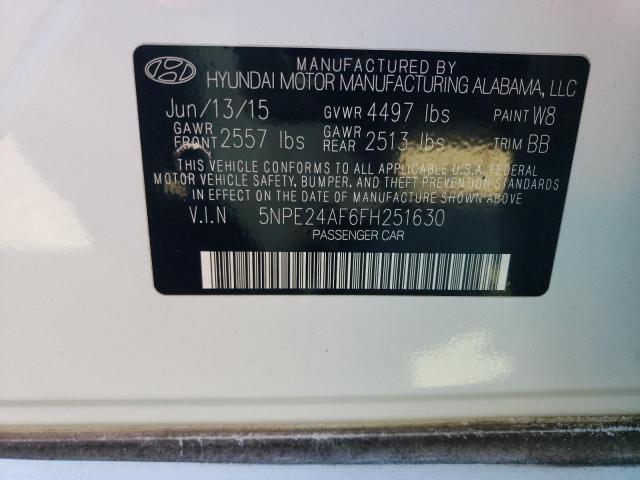 MANUFACTURED BY
HYUNDAI MOTOR MANUFACTURING ALABAMA, LLC
Jun/13/15 GVWR 4497 lbs PAINT W8
GAWR FRONT 2557 lbs GAWR REAR 2513 lbs TRIM BB
THIS VEHICLE CONFORMS TO ALL APPLICABLE U.S.A. FEDERAL
MOTOR VEHICLE SAFETY, BUMPER, AND THEFT PREVENTION STANDARDS
IN EFFECT ON THE DATE OF MANUFACTURE SHOWN ABOVE.
V.I.N 5NPE24AF6FH251630
PASSENGER CAR